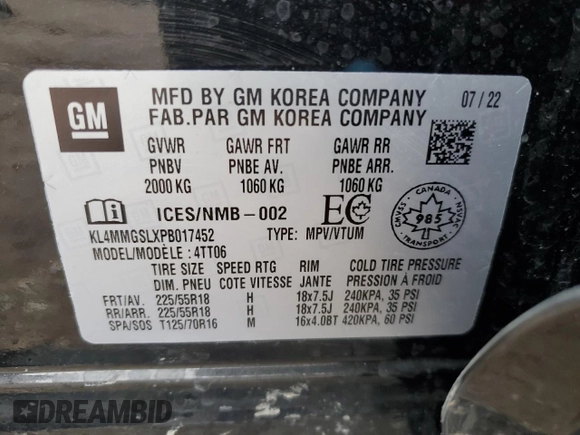 GM
MFD BY GM KOREA COMPANY 07/22
FAB.PAR GM KOREA COMPANY
GVWR GAWR FRT GAWR RR
PNBV PNBE AV. PNBE ARR.
2000 KG 1060 KG 1060 KG
ICES/NMB-002 EC
CANADA
CMVSS 985 NSVAC
TRANSPORT
KL4MMGSLXPB017452 TYPE: MPV/VTUM
MODEL/MODÈLE: 4TT06
TIRE SIZE SPEED RTG RIM COLD TIRE PRESSURE
DIM. PNEU COTE VITESSE JANTE PRESSION À FROID
FRT/AV. 225/55R18 H 18x7.5J 240KPA, 35 PSI
RR/ARR. 225/55R18 H 18x7.5J 240KPA, 35 PSI
SPA/SOS T125/70R16 M 16x4.0BT 420KPA, 60 PSI
DREAMBID